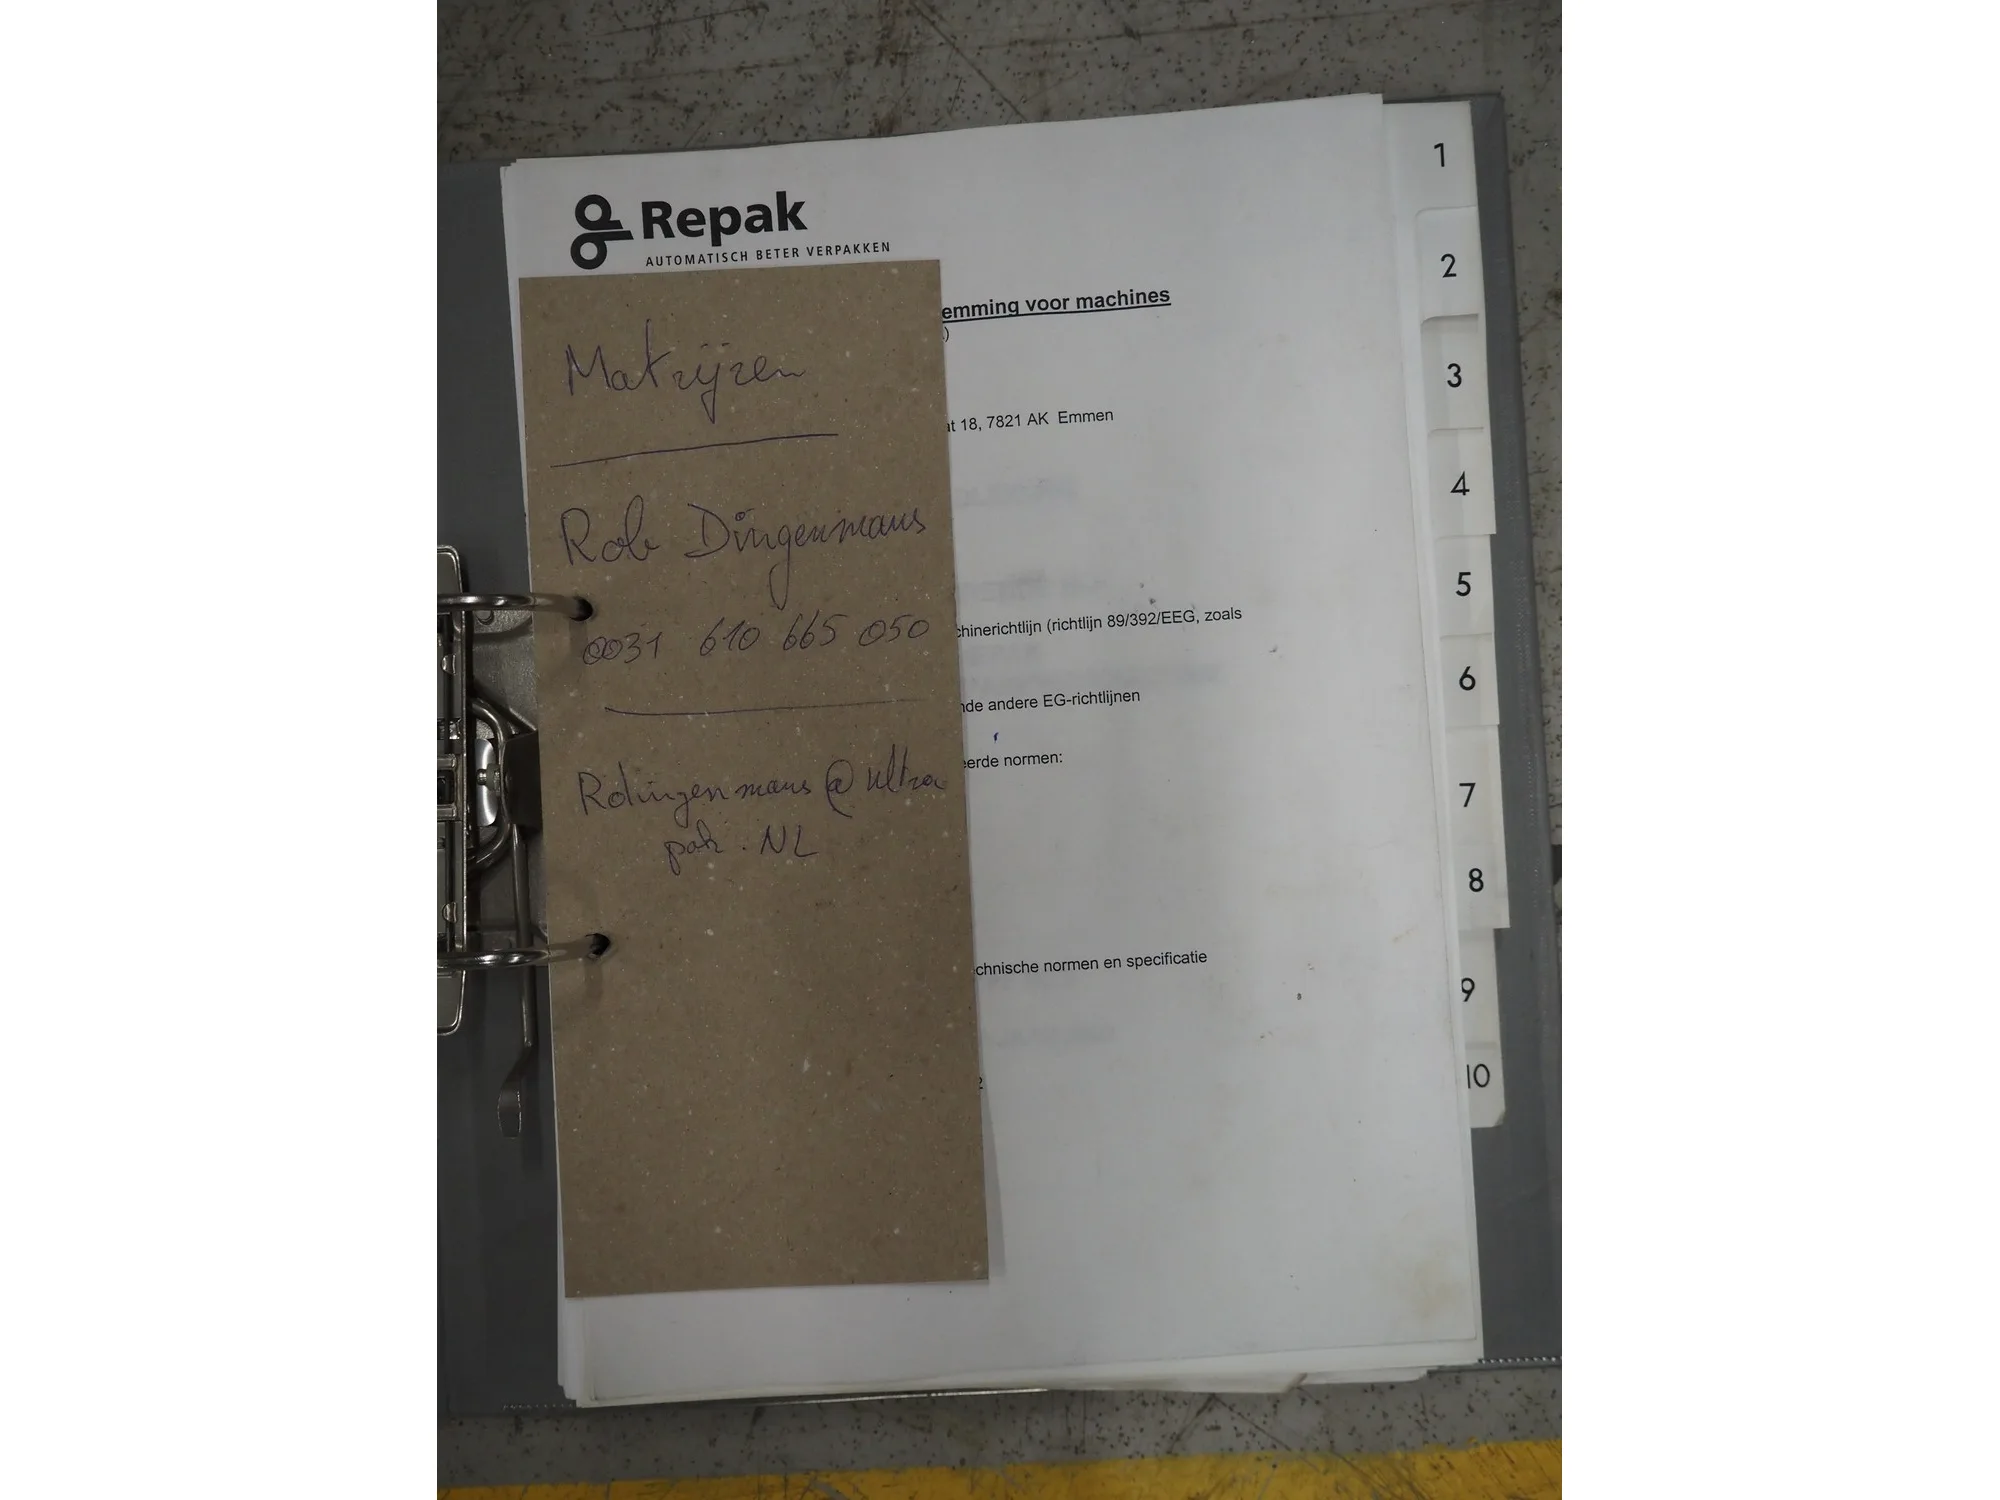 Repak
AUTOMATISCH BETER VERPAKKEN
emming voor machines
)
Matrijzen
at 18, 7821 AK Emmen
Rob Dingenmans
0031 610 665 050
chinerichtlijn (richtlijn 89/392/EEG, zoals
nde andere EG-richtlijnen
eerde normen:
Rdingenmans@ultra
pak.NL
echnische normen en specificatie
2
1
2
3
4
5
6
7
8
9
10